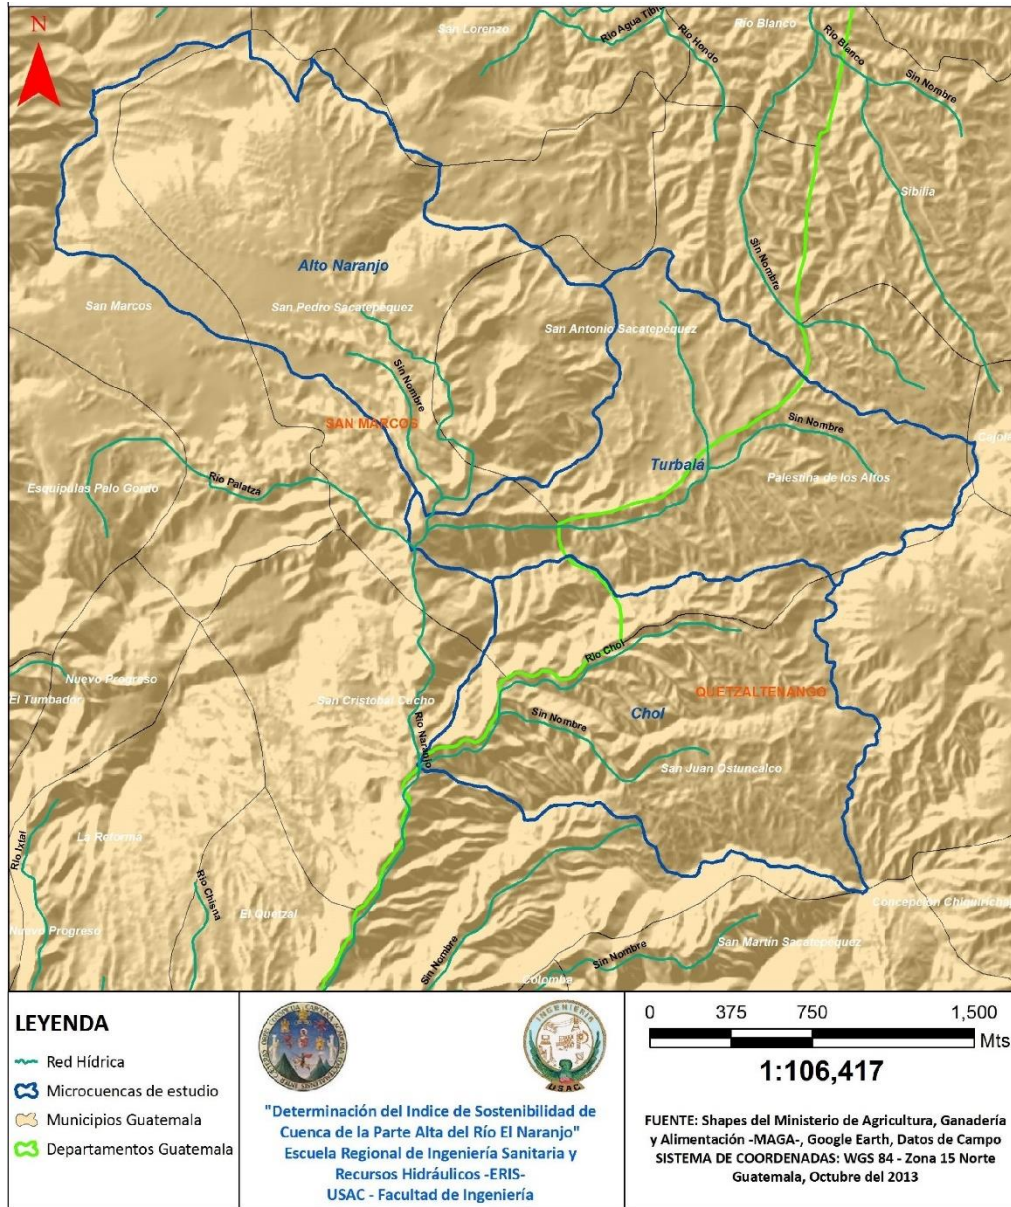 N
San Lorenzo
Río Agua Tibia
Río Hondo
Río Blanco
Río Blanco
Sin Nombre
Sibilia
Sin Nombre
Alto Naranjo
San Marcos
San Pedro Sacatepéquez
San Antonio Sacatepéquez
Sin Nombre
SAN MARCOS
Sin Nombre
Turbalá
Palestina de los Altos
Río Palatza
Esquipulas Palo Gordo
Río Chol
Nuevo Progreso
El Tumbador
San Cristobal Cucho
QUETZALTENANGO
Chol
Sin Nombre
Río Naranjo
San Juan Ostuncalco
La Reforma
Río Ixtal
Río Chisna
El Quetzal
Concepción Chiquirichap
Nuevo Progreso
Sin Nombre
San Martín Sacatepéquez
Sin Nombre
Colomba
LEYENDA
Red Hídrica
Microcuencas de estudio
Municipios Guatemala
Departamentos Guatemala
INGENIERIA
USAC
"Determinación del Indice de Sostenibilidad de
Cuenca de la Parte Alta del Río El Naranjo"
Escuela Regional de Ingeniería Sanitaria y
Recursos Hidráulicos -ERIS-
USAC - Facultad de Ingeniería
0 375 750 1,500
Mts
1:106,417
FUENTE: Shapes del Ministerio de Agricultura, Ganadería
y Alimentación -MAGA-, Google Earth, Datos de Campo
SISTEMA DE COORDENADAS: WGS 84 - Zona 15 Norte
Guatemala, Octubre del 2013